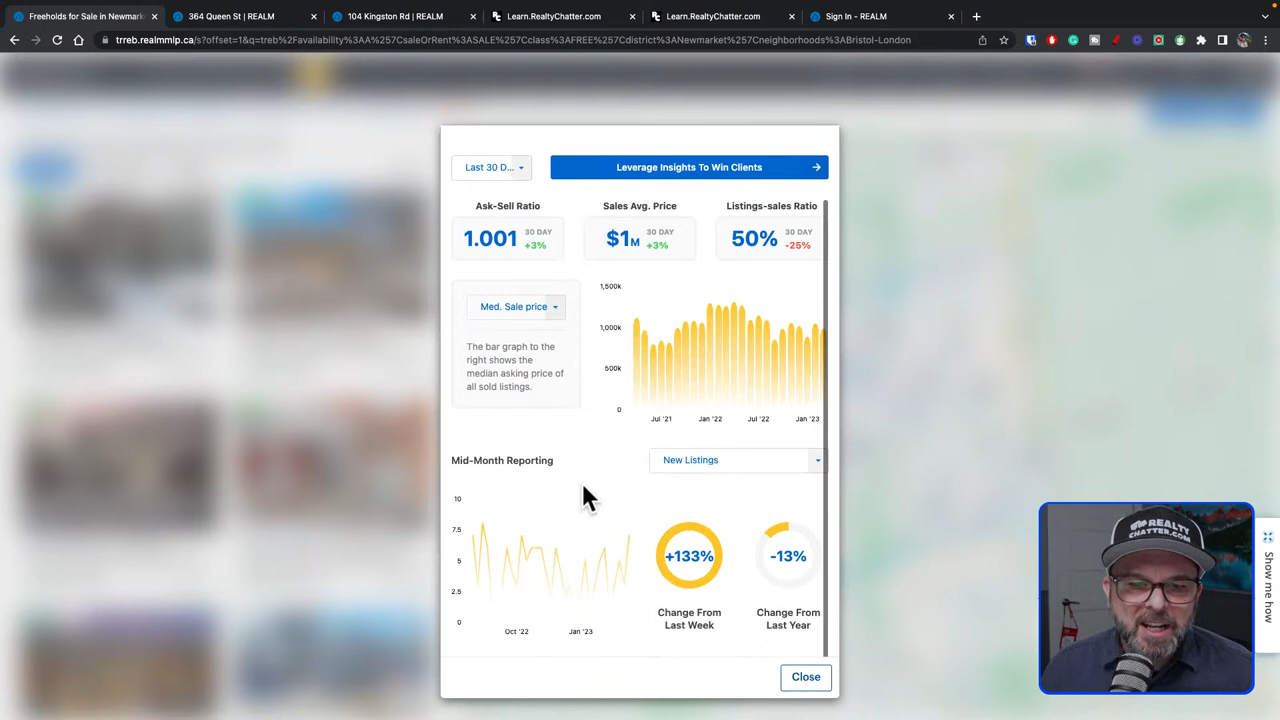 Freeholds for Sale in Newmark
364 Queen St | REALM
104 Kingston Rd | REALM
Learn.RealtyChatter.com
Learn.RealtyChatter.com
Sign In - REALM
trreb.realmmlp.ca/?s?offset=1&q=treb%2Favailability%3AA%257CsaleOrRent%3ASALE%257Cclass%3AFREE%257Cdistrict%3ANewmarket%257Cneighborhoods%3ABristol-London
Last 30 D...
Leverage Insights To Win Clients
Ask-Sell Ratio
Sales Avg. Price
Listings-sales Ratio
1.001
30 DAY
+3%
$1M
30 DAY
+3%
50%
30 DAY
-25%
Med. Sale price
The bar graph to the
right shows the
median asking price of
all sold listings.
1,500k
1,000k
500k
0
Jul '21
Jan '22
Jul '22
Jan '23
Mid-Month Reporting
New Listings
10
7.5
5
2.5
0
Oct '22
Jan '23
+133%
-13%
Change From
Last Week
Change From
Last Year
Close
REALTY
CHATTER.COM
Show me how